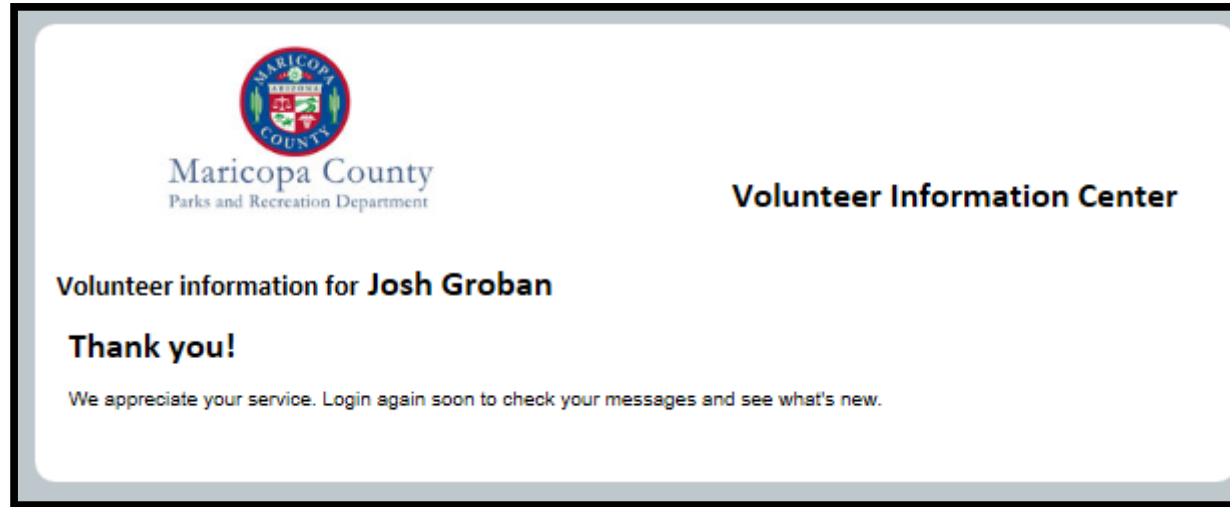 MARICOPA
ARIZONA
COUNTY
Maricopa County
Parks and Recreation Department
Volunteer Information Center
Volunteer information for Josh Groban
Thank you!
We appreciate your service. Login again soon to check your messages and see what's new.